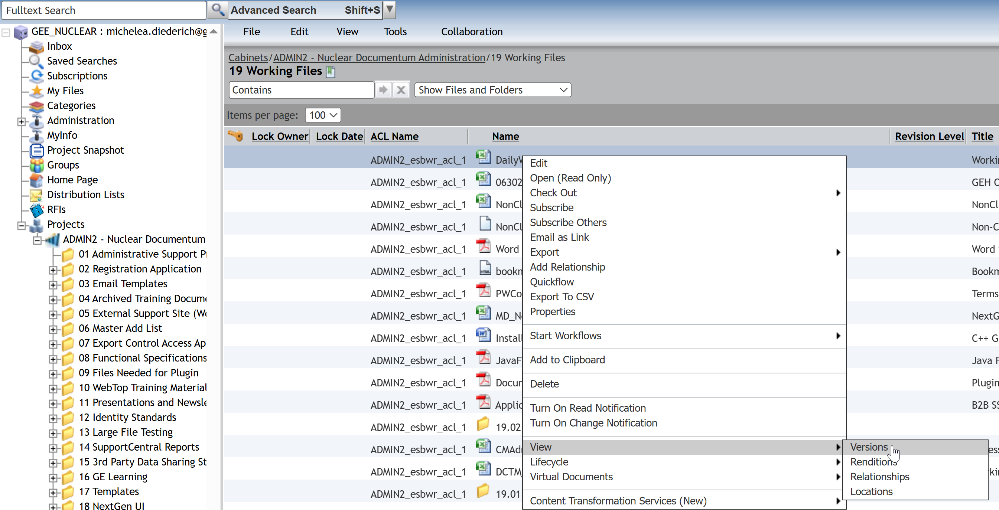 Fulltext Search
Advanced Search Shift+S
GEE_NUCLEAR : michelea.diederich@g
Inbox
Saved Searches
Subscriptions
My Files
Categories
Administration
MyInfo
Project Snapshot
Groups
Home Page
Distribution Lists
RFIs
Projects
ADMIN2 - Nuclear Documentum
01 Administrative Support P
02 Registration Application
03 Email Templates
04 Archived Training Docume
05 External Support Site (We
06 Master Add List
07 Export Control Access Ap
08 Functional Specifications
09 Files Needed for Plugin
10 WebTop Training Material
11 Presentations and Newsle
12 Identity Standards
13 Large File Testing
14 SupportCentral Reports
15 3rd Party Data Sharing St
16 GE Learning
17 Templates
18 NextGen UI
File Edit View Tools Collaboration
Cabinets/ADMIN2 - Nuclear Documentum Administration/19 Working Files
19 Working Files
Contains
Show Files and Folders
Items per page: 100
Lock Owner Lock Date ACL Name Name Revision Level Title
ADMIN2_esbwr_acl_1 Daily Worki
ADMIN2_esbwr_acl_1 06302 GEH
ADMIN2_esbwr_acl_1 NonCl NonCl
ADMIN2_esbwr_acl_1 NonCl Non-C
ADMIN2_esbwr_acl_1 Word Word
ADMIN2_esbwr_acl_1 bookm Bookm
ADMIN2_esbwr_acl_1 PWCo Terms
ADMIN2_esbwr_acl_1 MD_N NextG
ADMIN2_esbwr_acl_1 Install C++ G
ADMIN2_esbwr_acl_1 JavaF Java F
ADMIN2_esbwr_acl_1 Docum Plugin
ADMIN2_esbwr_acl_1 Applic B2B SS
ADMIN2_esbwr_acl_1 19.02
ADMIN2_esbwr_acl_1 CMAd ess
ADMIN2_esbwr_acl_1 DCTM_ rki
ADMIN2_esbwr_acl_1 19.01
Edit
Open (Read Only)
Check Out
Subscribe
Subscribe Others
Email as Link
Export
Add Relationship
Quickflow
Export To CSV
Properties
Start Workflows
Add to Clipboard
Delete
Turn On Read Notification
Turn On Change Notification
View
Lifecycle
Virtual Documents
Content Transformation Services (New)
Versions
Renditions
Relationships
Locations